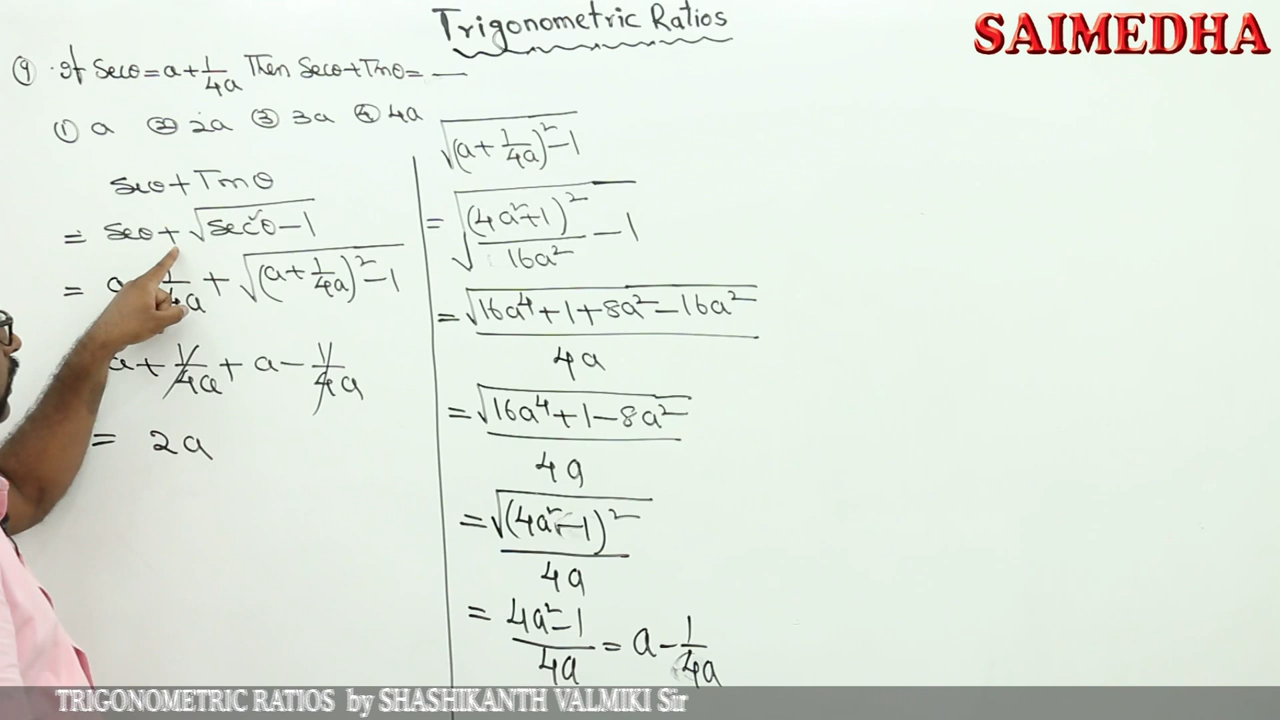 Trigonometric Ratios
SAIMEDHA
9 If Secθ = a + 1/4a Then Secθ + Tanθ = —
① a ② 2a ③ 3a ④ 4a
secθ + Tanθ
= secθ + √(sec²θ − 1)
= a 1/4a + √((a + 1/4a)² − 1)
a + 1/4a + a − 1/4a
= 2a
√((a + 1/4a)² − 1)
= √((4a²+1)²/16a² − 1)
= √(16a⁴ + 1 + 8a² − 16a²)/4a
= √(16a⁴ + 1 − 8a²)/4a
= √((4a² − 1)²)/4a
= 4a² − 1/4a = a − 1/4a
TRIGONOMETRIC RATIOS by SHASHIKANTH VALMIKI Sir